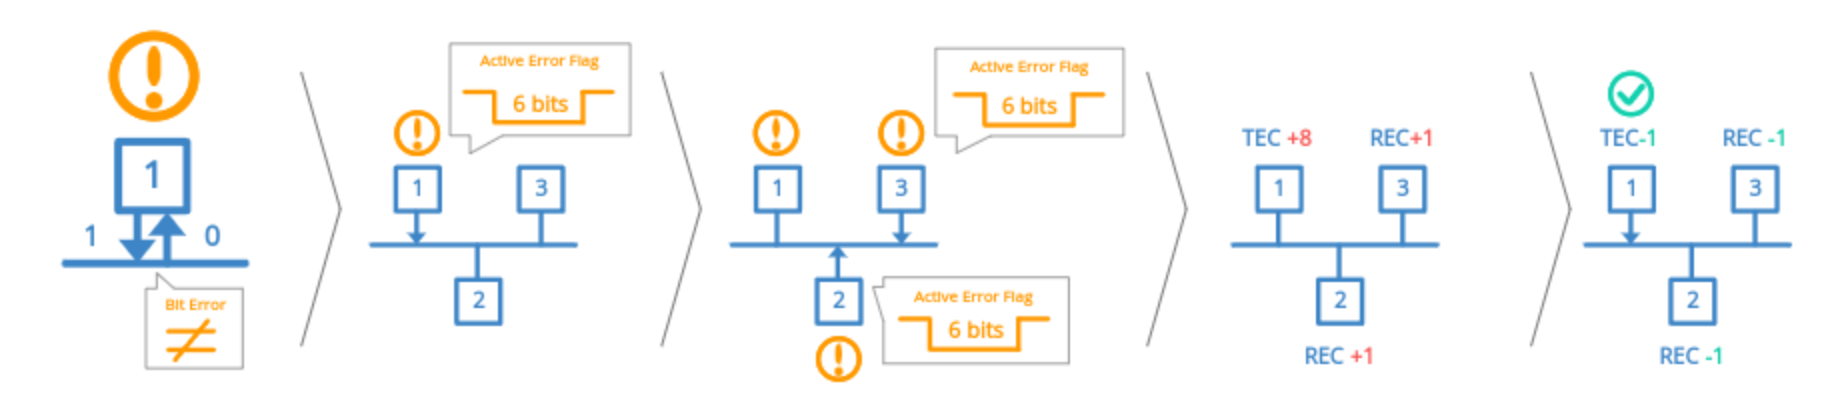 1
1
0
Bit Error
Active Error Flag
6 bits
1
3
2
Active Error Flag
6 bits
1
3
2
Active Error Flag
6 bits
TEC +8
REC+1
1
3
2
REC +1
TEC-1
REC -1
1
3
2
REC -1